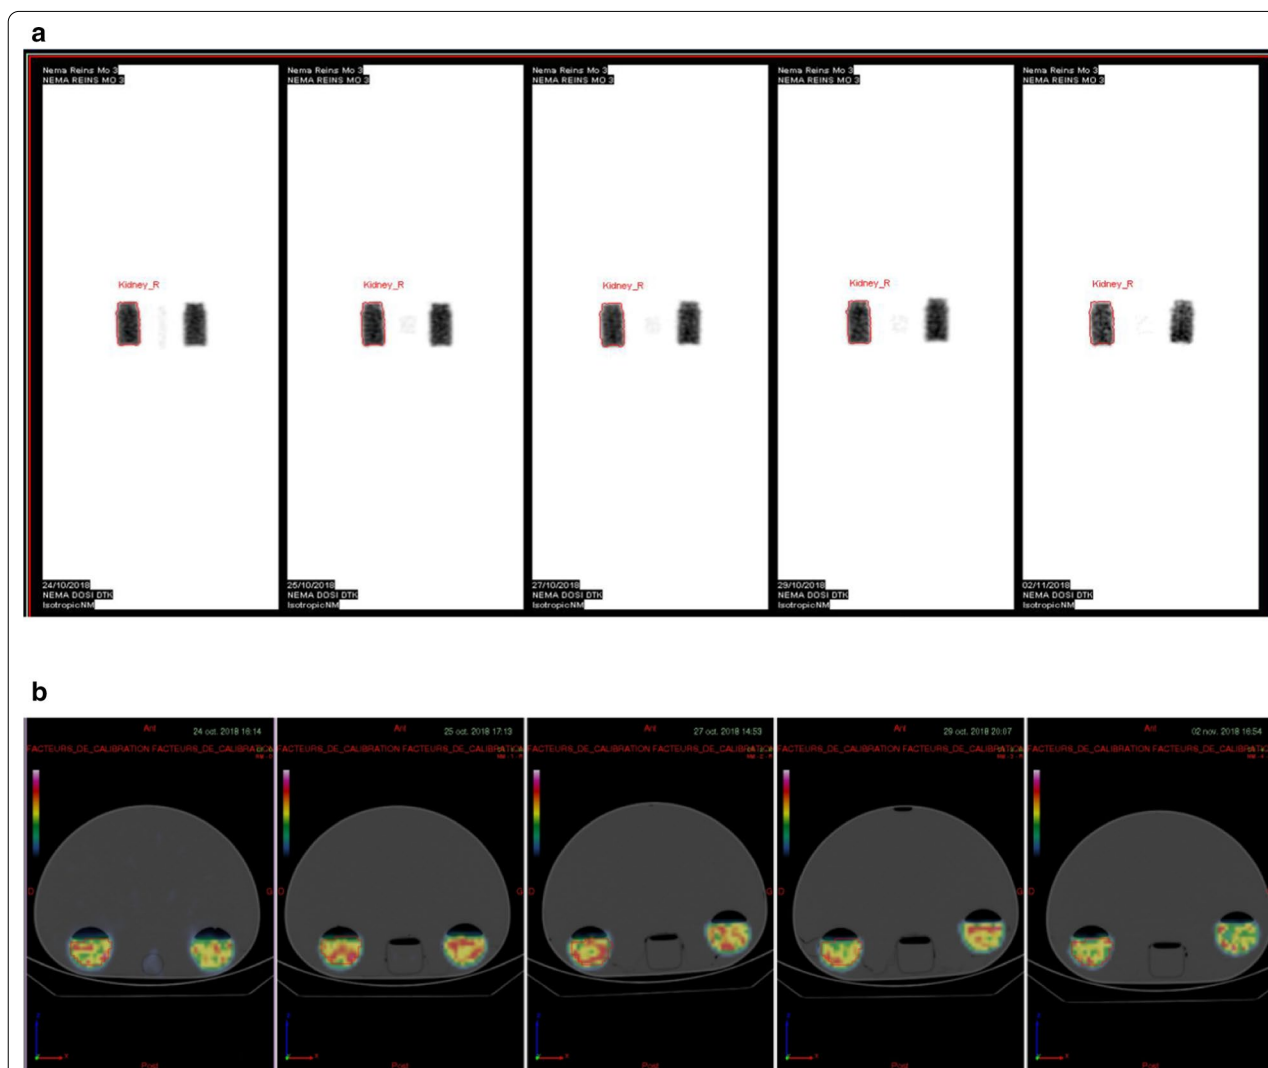 a
Nema Reins Mo 3
NEMA REINS MO 3
Kidney_R
24/10/2018
NEMA DOSI DTK
IsotropicNM
Nema Reins Mo 3
NEMA REINS MO 3
Kidney_R
25/10/2018
NEMA DOSI DTK
IsotropicNM
Nema Reins Mo 3
NEMA REINS MO 3
Kidney_R
27/10/2018
NEMA DOSI DTK
IsotropicNM
Nema Reins Mo 3
NEMA REINS MO 3
Kidney_R
29/10/2018
NEMA DOSI DTK
IsotropicNM
Nema Reins Mo 3
NEMA REINS MO 3
Kidney_R
02/11/2018
NEMA DOSI DTK
IsotropicNM
b
Ant
24 oct. 2018 16:14
FACTEURS_DE_CALIBRATION
D
G
x
Post
Ant
25 oct. 2018 17:13
FACTEURS_DE_CALIBRATION FACTEURS_DE_CALIBRATION
x
Ant
27 oct. 2018 14:53
FACTEURS_DE_CALIBRATION FACTEURS_DE_CALIBRATION
x
Ant
29 oct. 2018 20:07
FACTEURS_DE_CALIBRATION FACTEURS_DE_CALIBRATION
x
Ant
02 nov. 2018 16:54
FACTEURS_DE_CALIBRATION
x
Post